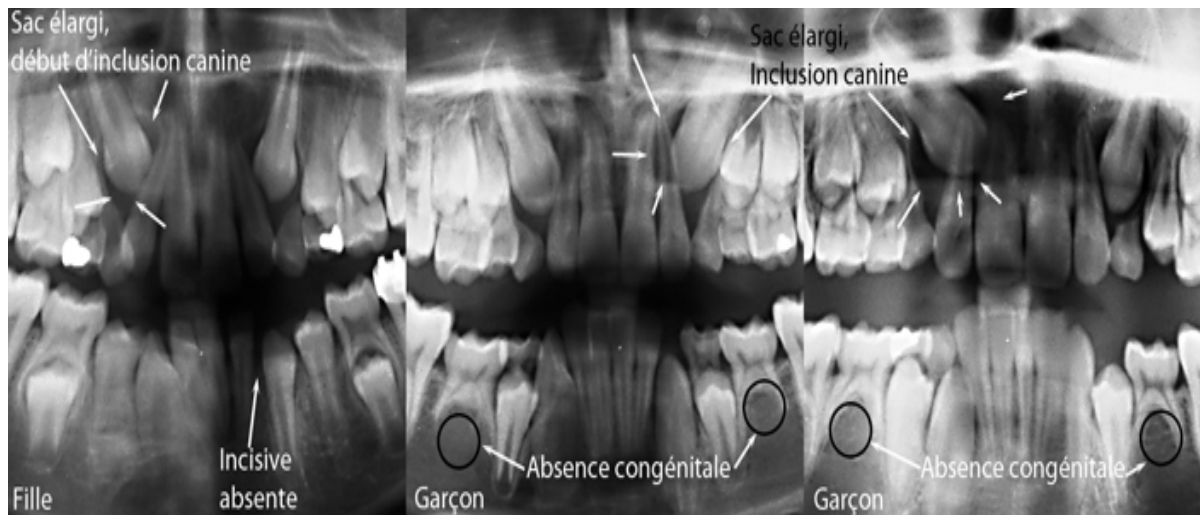 Sac élargi,
début d'inclusion canine
Incisive
absente
Fille
Sac élargi,
Inclusion canine
Absence congénitale
Garçon
Absence congénitale
Garçon